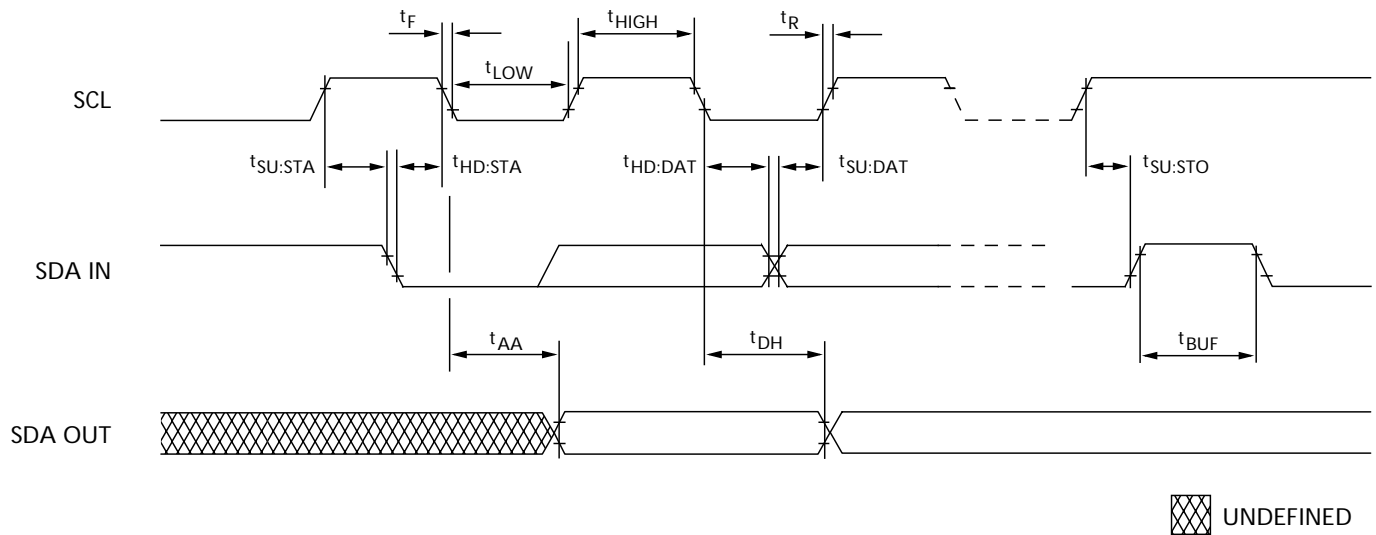 tF
tHIGH
tR
tLOW
SCL
tSU:STA
tHD:STA
tHD:DAT
tSU:DAT
tSU:STO
SDA IN
tAA
tDH
tBUF
SDA OUT
UNDEFINED